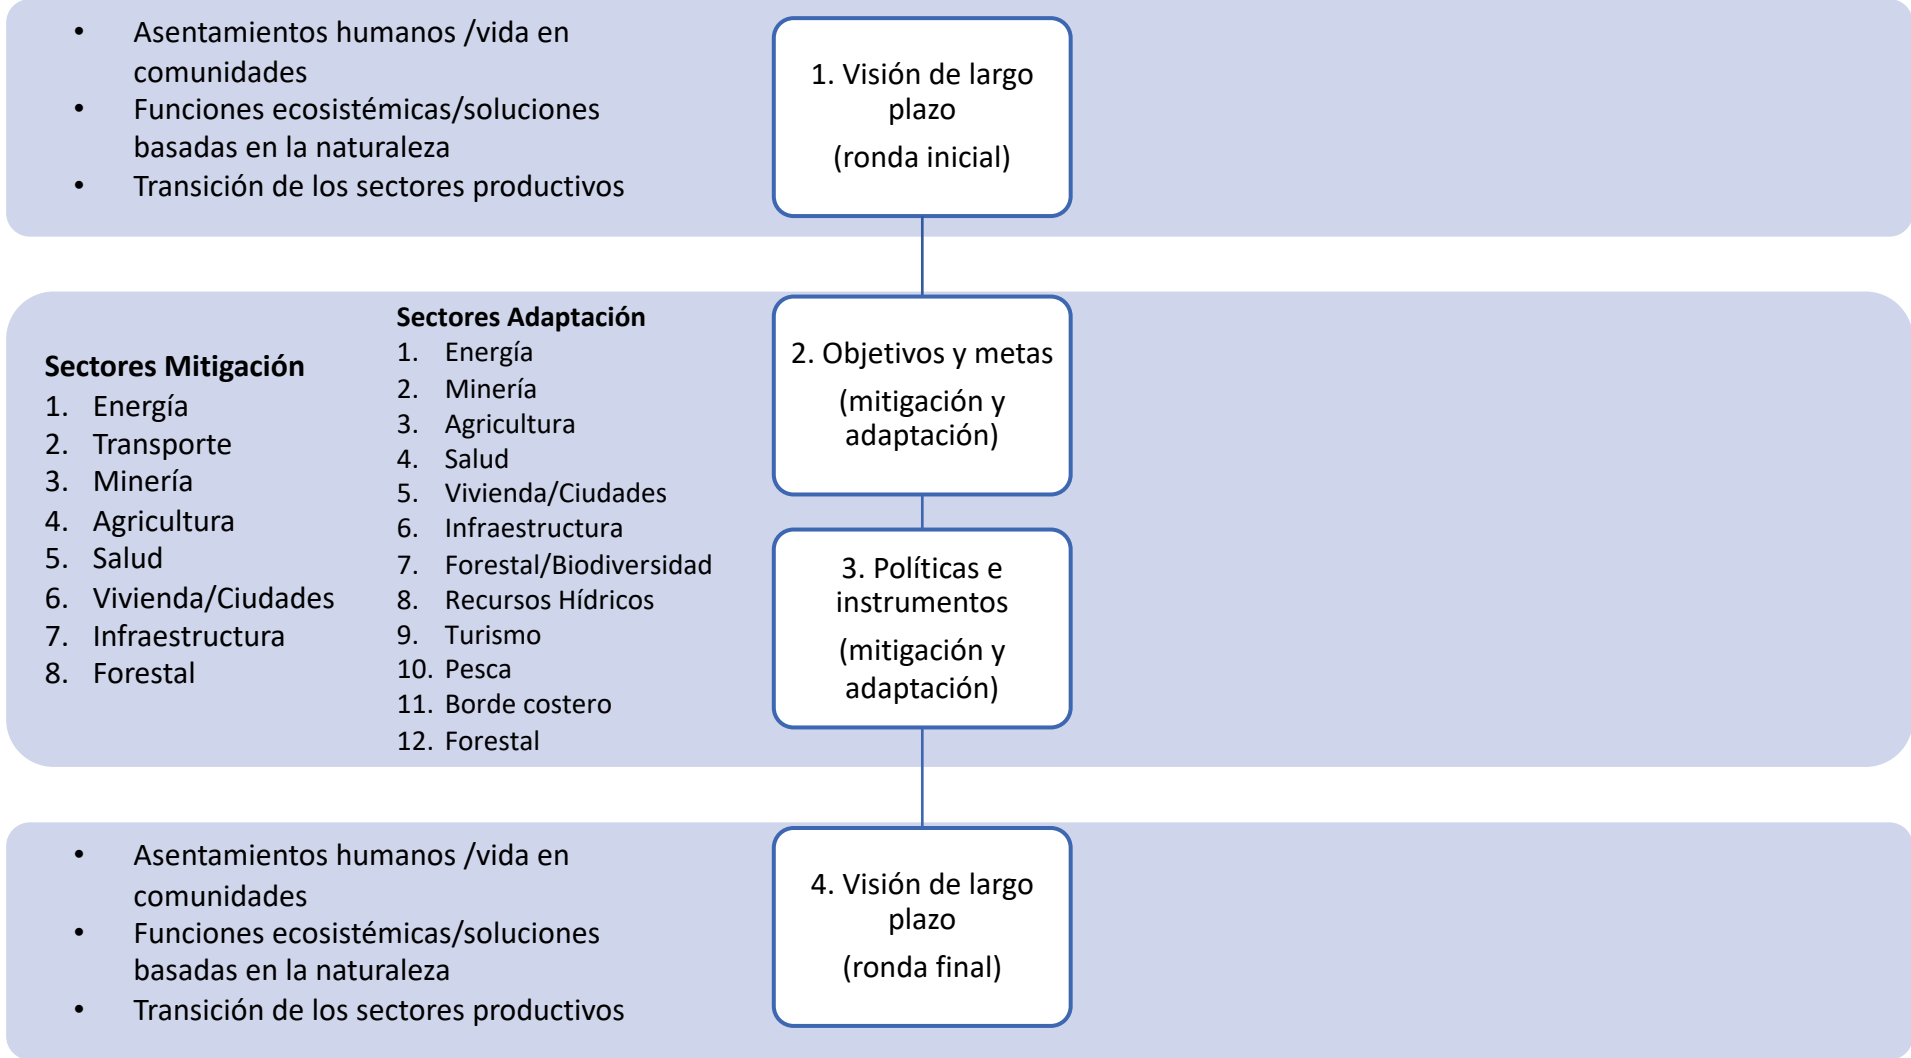 • Asentamientos humanos /vida en
comunidades
• Funciones ecosistémicas/soluciones
basadas en la naturaleza
• Transición de los sectores productivos
1. Visión de largo
plazo
(ronda inicial)
Sectores Mitigación
1. Energía
2. Transporte
3. Minería
4. Agricultura
5. Salud
6. Vivienda/Ciudades
7. Infraestructura
8. Forestal
Sectores Adaptación
1. Energía
2. Minería
3. Agricultura
4. Salud
5. Vivienda/Ciudades
6. Infraestructura
7. Forestal/Biodiversidad
8. Recursos Hídricos
9. Turismo
10. Pesca
11. Borde costero
12. Forestal
2. Objetivos y metas
(mitigación y
adaptación)
3. Políticas e
instrumentos
(mitigación y
adaptación)
• Asentamientos humanos /vida en
comunidades
• Funciones ecosistémicas/soluciones
basadas en la naturaleza
• Transición de los sectores productivos
4. Visión de largo
plazo
(ronda final)